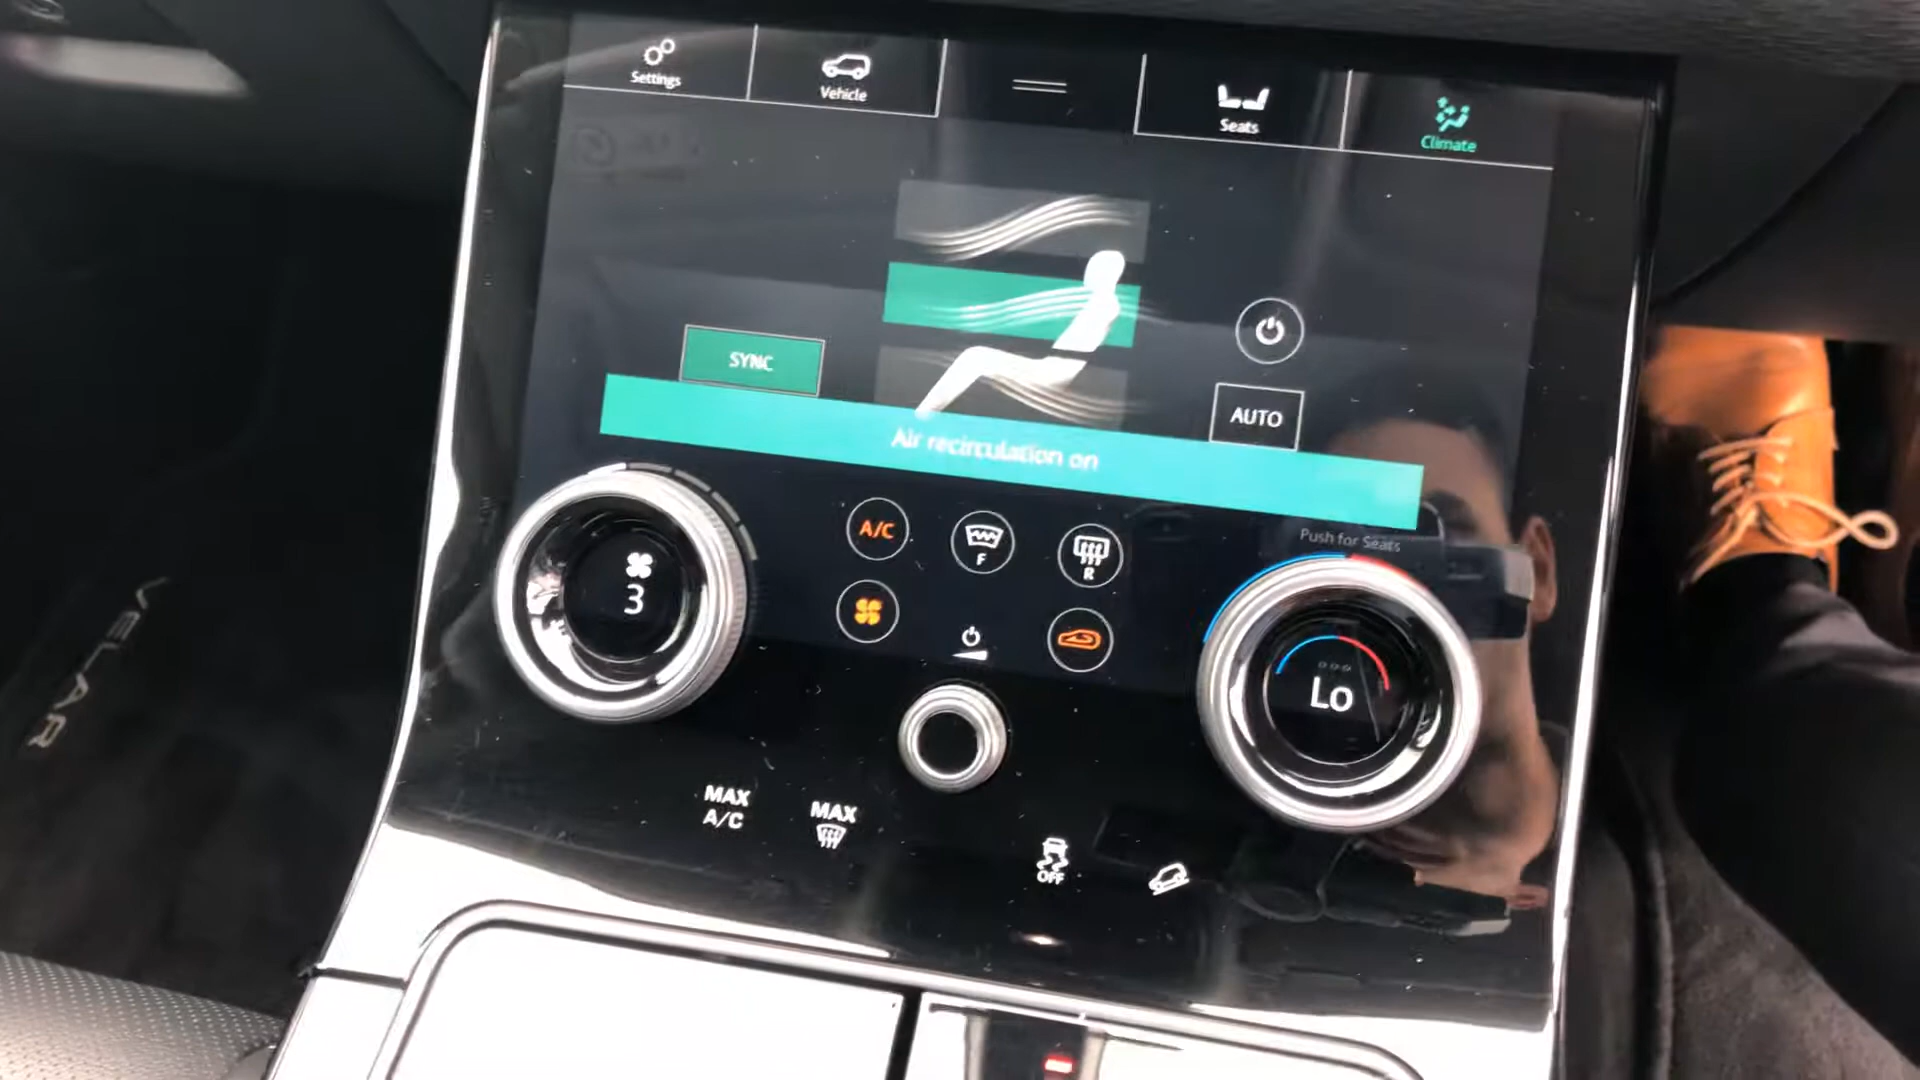 Settings
Vehicle
Seats
Climate
SYNC
AUTO
Air recirculation on
Push for Seats
A/C
F
R
3
Lo
MAX
A/C
MAX
OFF
VELAR